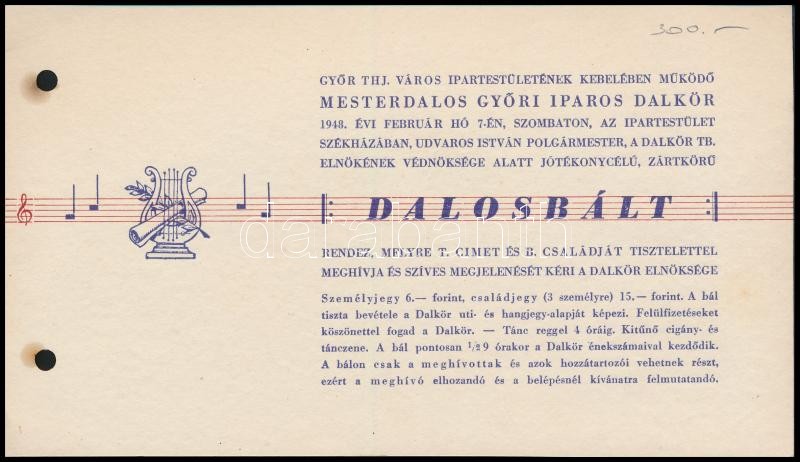 300.—
GYŐR THJ. VÁROS IPARTESTÜLETÉNEK KEBELÉBEN MŰKÖDŐ
MESTERDALOS GYŐRI IPAROS DALKÖR
1948. ÉVI FEBRUÁR HÓ 7-ÉN, SZOMBATON, AZ IPARTESTÜLET
SZÉKHÁZÁBAN, UDVAROS ISTVÁN POLGÁRMESTER, A DALKÖR TB.
ELNÖKÉNEK VÉDNÖKSÉGE ALATT JÓTÉKONYCÉLÚ, ZÁRTKÖRŰ
DALOSBÁLT
darabanth
RENDEZ, MELYRE T. CIMET ÉS B. CSALÁDJÁT TISZTELETTEL
MEGHÍVJA ÉS SZÍVES MEGJELENÉSÉT KÉRI A DALKÖR ELNÖKSÉGE
Személyjegy 6.— forint, családjegy (3 személyre) 15.— forint. A bál
tiszta bevétele a Dalkör uti- és hangjegy-alapját képezi. Felülfizetéseket
köszönettel fogad a Dalkör. — Tánc reggel 4 óráig. Kitűnő cigány- és
tánczene. A bál pontosan 1/2 9 órakor a Dalkör énekszámaival kezdődik.
A bálon csak a meghívottak és azok hozzátartozói vehetnek részt,
ezért a meghívó elhozandó és a belépésnél kívánatra felmutatandó.